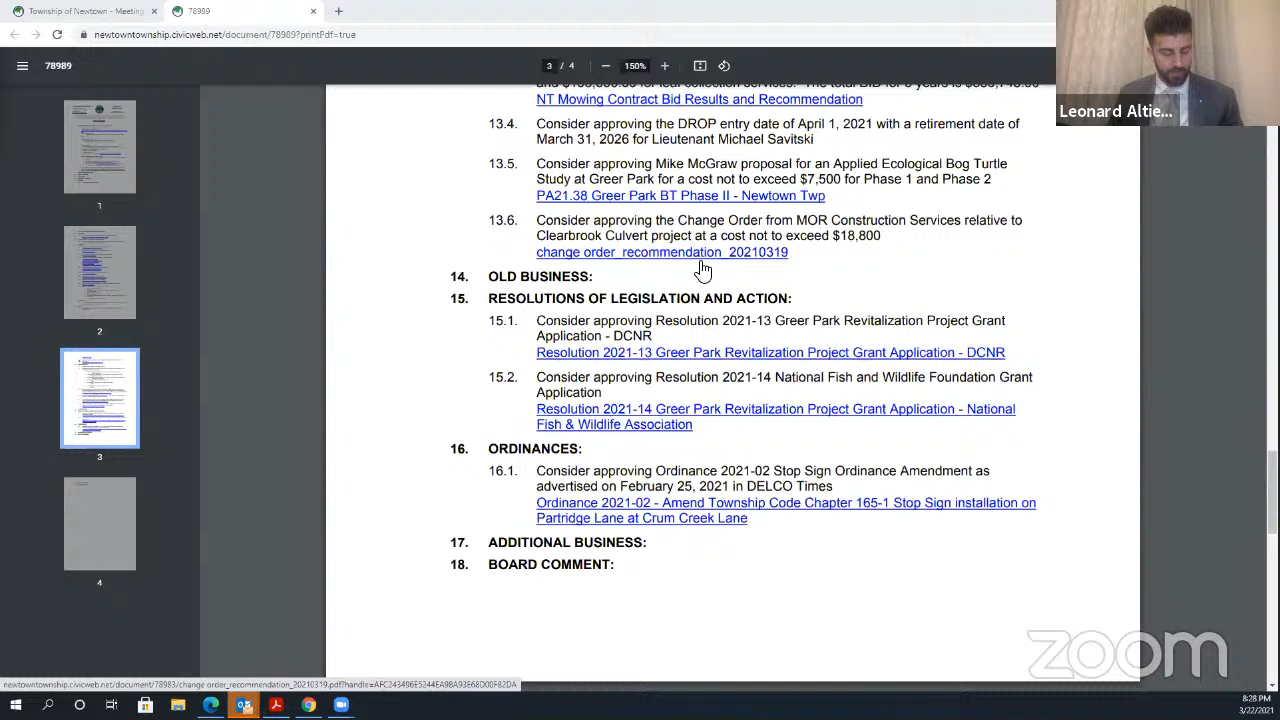 Township of Newtown - Meeting
78989
newtowntownship.civicweb.net/document/78989?printPdf=true
78989
3 / 4
150%
Leonard Altie...
NT Mowing Contract Bid Results and Recommendation
13.4. Consider approving the DROP entry date of April 1, 2021 with a retirement date of
March 31, 2026 for Lieutenant Michael Savitski
13.5. Consider approving Mike McGraw proposal for an Applied Ecological Bog Turtle
Study at Greer Park for a cost not to exceed $7,500 for Phase 1 and Phase 2
PA21.38 Greer Park BT Phase II - Newtown Twp
13.6. Consider approving the Change Order from MOR Construction Services relative to
Clearbrook Culvert project at a cost not to exceed $18,800
change order_recommendation_20210319
14. OLD BUSINESS:
15. RESOLUTIONS OF LEGISLATION AND ACTION:
15.1. Consider approving Resolution 2021-13 Greer Park Revitalization Project Grant
Application - DCNR
Resolution 2021-13 Greer Park Revitalization Project Grant Application - DCNR
15.2. Consider approving Resolution 2021-14 National Fish and Wildlife Foundation Grant
Application
Resolution 2021-14 Greer Park Revitalization Project Grant Application - National
Fish & Wildlife Association
16. ORDINANCES:
16.1. Consider approving Ordinance 2021-02 Stop Sign Ordinance Amendment as
advertised on February 25, 2021 in DELCO Times
Ordinance 2021-02 - Amend Township Code Chapter 165-1 Stop Sign installation on
Partridge Lane at Crum Creek Lane
17. ADDITIONAL BUSINESS:
18. BOARD COMMENT:
1
2
3
4
zoom
newtowntownship.civicweb.net/document/78983/change order_recommendation_20210319.pdf?handle=AFC243496E5244EA98A93E68D00F82DA
8:28 PM
3/22/2021